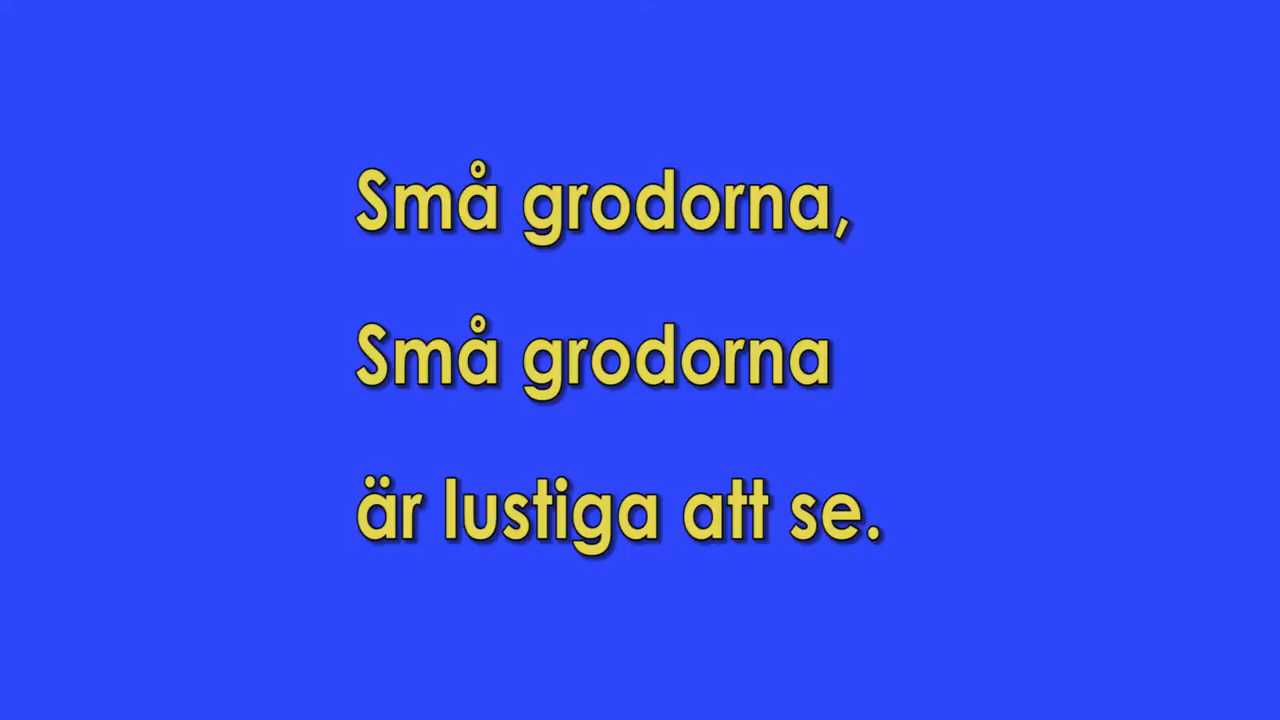 Små grodorna,
Små grodorna
är lustiga att se.